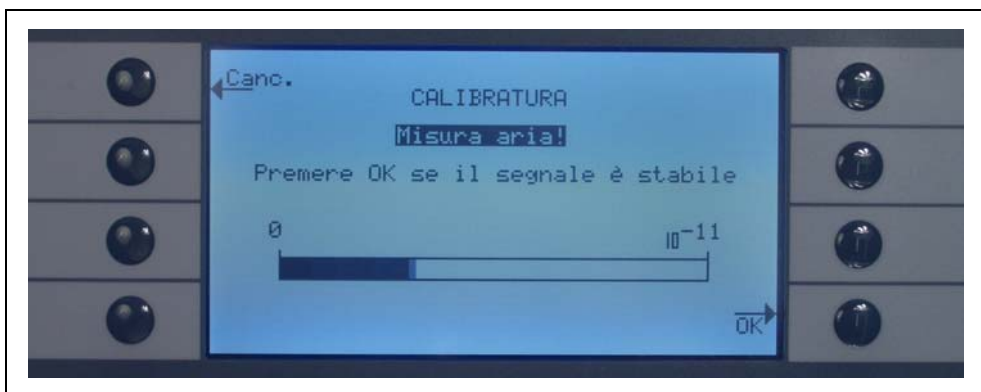 Canc.
CALIBRATURA
Misura aria!
Premere OK se il segnale è stabile
0 10-11
OK